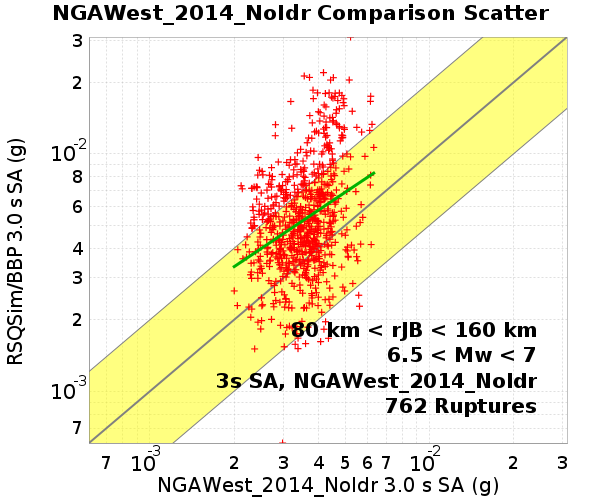 NGAWest_2014_NoIdr Comparison Scatter
RSQSim/BBP 3.0 s SA (g)
3
2
10-2
8
6
4
3
2
10-3
7
80 km < rJB < 160 km
6.5 < Mw < 7
3s SA, NGAWest_2014_NoIdr
762 Ruptures
7 10-3 2 3 4 5 6 7 10-2 2 3
NGAWest_2014_NoIdr 3.0 s SA (g)